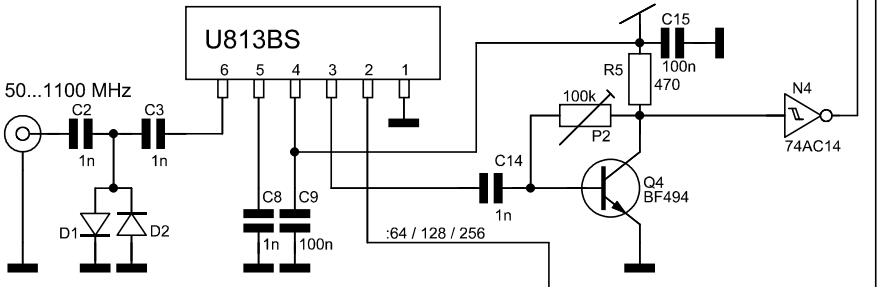 U813BS
6 5 4 3 2 1
50...1100 MHz
C2
1n
C3
1n
D1
D2
C8
1n
C9
100n
:64 / 128 / 256
C14
1n
100k
P2
R5
470
C15
100n
Q4
BF494
N4
74AC14